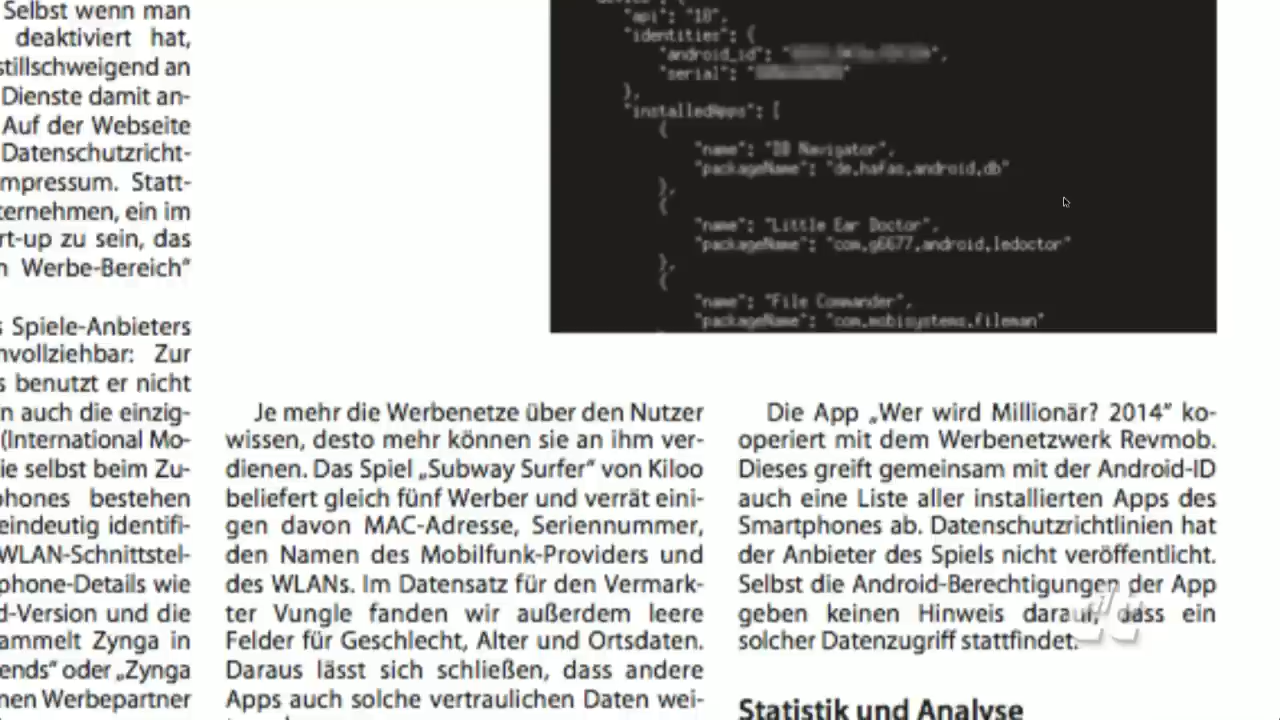 Selbst wenn man
deaktiviert hat,
stillschweigend an
Dienste damit an-
Auf der Webseite
Datenschutzricht-
mpressum. Statt-
ternehmen, ein im
rt-up zu sein, das
n Werbe-Bereich“
s Spiele-Anbieters
nvollziehbar: Zur
s benutzt er nicht
n auch die einzig-
(International Mo-
ie selbst beim Zu-
phones bestehen
eindeutig identifi-
WLAN-Schnittstel-
phone-Details wie
d-Version und die
ammelt Zynga in
ends“ oder „Zynga
nen Werbepartner
"api": "18",
"identities": {
"android_id": "
"serial": "
},
"installedApps": [
{
"name": "DB Navigator",
"packageName": "de.hafas.android.db"
},
{
"name": "Little Ear Doctor",
"packageName": "com.g6677.android.ledoctor"
},
{
"name": "File Commander",
"packageName": "com.mobisystems.fileman"
Je mehr die Werbenetze über den Nutzer
wissen, desto mehr können sie an ihm ver-
dienen. Das Spiel „Subway Surfer“ von Kiloo
beliefert gleich fünf Werber und verrät eini-
gen davon MAC-Adresse, Seriennummer,
den Namen des Mobilfunk-Providers und
des WLANs. Im Datensatz für den Vermark-
ter Vungle fanden wir außerdem leere
Felder für Geschlecht, Alter und Ortsdaten.
Daraus lässt sich schließen, dass andere
Apps auch solche vertraulichen Daten wei-
Die App „Wer wird Millionär? 2014“ ko-
operiert mit dem Werbenetzwerk Revmob.
Dieses greift gemeinsam mit der Android-ID
auch eine Liste aller installierten Apps des
Smartphones ab. Datenschutzrichtlinien hat
der Anbieter des Spiels nicht veröffentlicht.
Selbst die Android-Berechtigungen der App
geben keinen Hinweis darauf, dass ein
solcher Datenzugriff stattfindet.
Statistik und Analyse